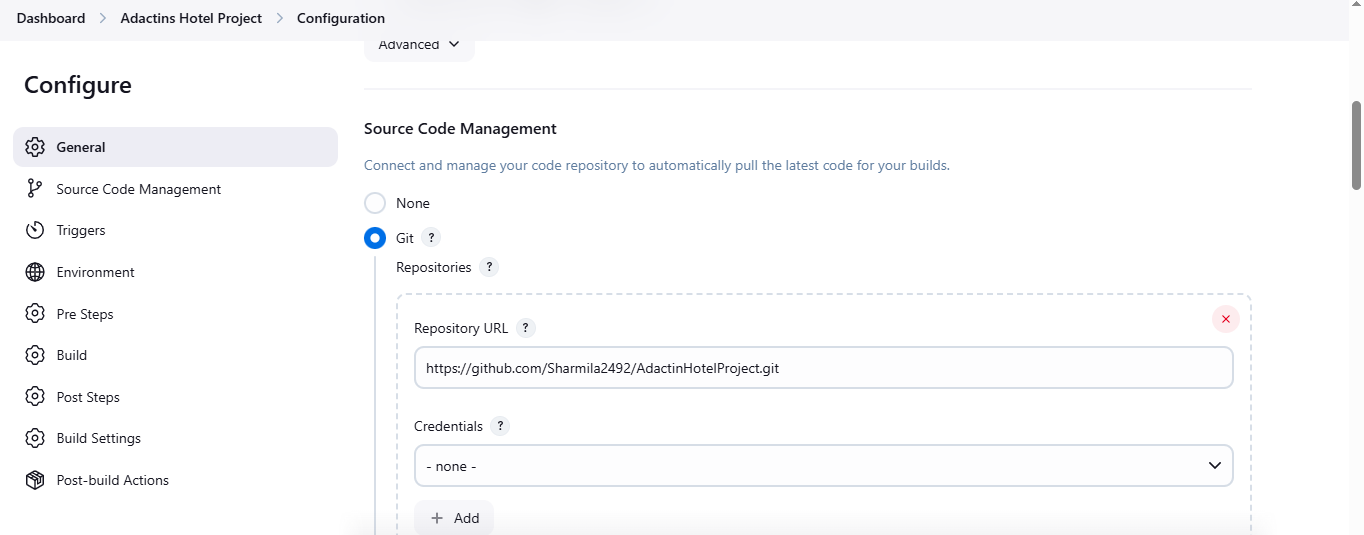 Dashboard > Adactins Hotel Project > Configuration
Advanced
Configure
General
Source Code Management
Triggers
Environment
Pre Steps
Build
Post Steps
Build Settings
Post-build Actions
Source Code Management
Connect and manage your code repository to automatically pull the latest code for your builds.
None
Git ?
Repositories ?
Repository URL ?
https://github.com/Sharmila2492/AdactinHotelProject.git
Credentials ?
- none -
+ Add